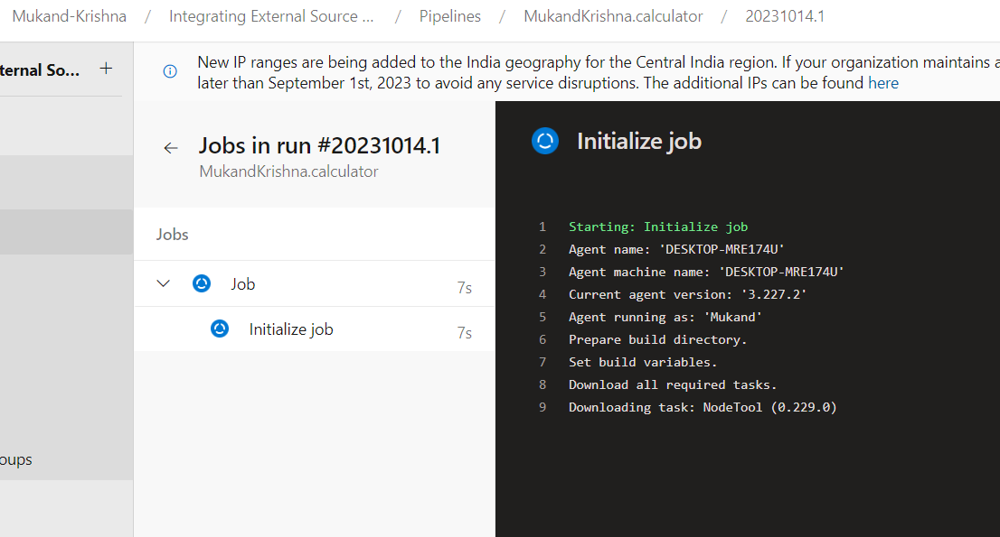 Mukand-Krishna / Integrating External Source ... / Pipelines / MukandKrishna.calculator / 20231014.1
ternal So... +
New IP ranges are being added to the India geography for the Central India region. If your organization maintains a
later than September 1st, 2023 to avoid any service disruptions. The additional IPs can be found here
← Jobs in run #20231014.1
MukandKrishna.calculator
Jobs
Job 7s
Initialize job 7s
oups
Initialize job
1 Starting: Initialize job
2 Agent name: 'DESKTOP-MRE174U'
3 Agent machine name: 'DESKTOP-MRE174U'
4 Current agent version: '3.227.2'
5 Agent running as: 'Mukand'
6 Prepare build directory.
7 Set build variables.
8 Download all required tasks.
9 Downloading task: NodeTool (0.229.0)